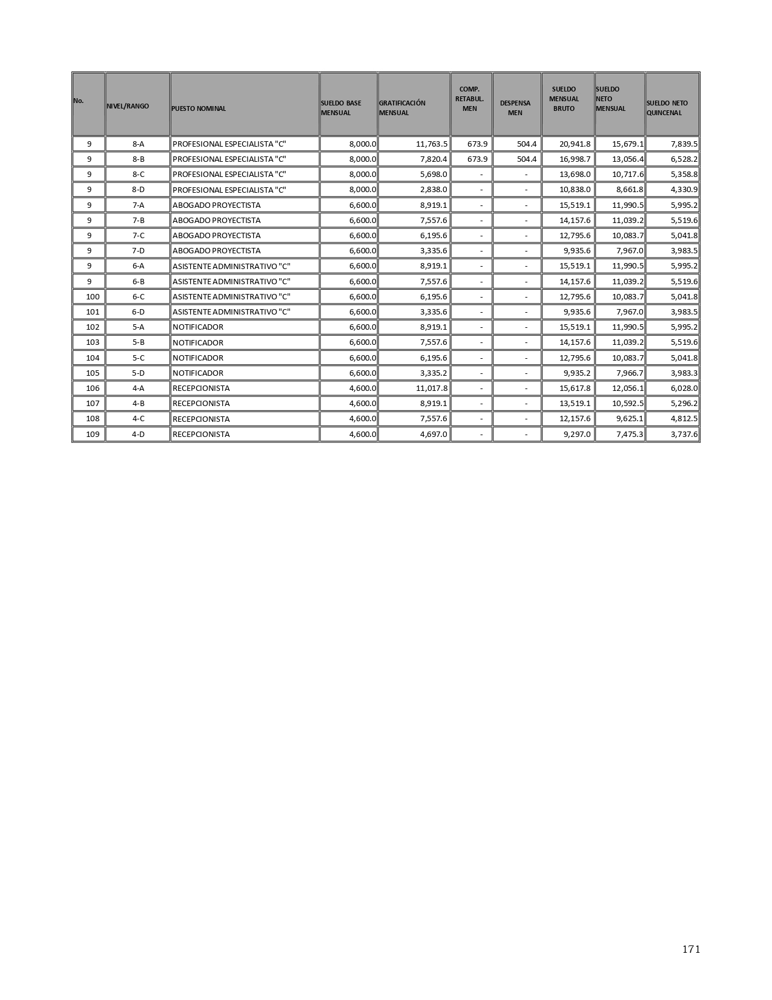 No. NIVEL/RANGO PUESTO NOMINAL SUELDO BASE MENSUAL GRATIFICACIÓN MENSUAL COMP. RETABUL. MEN DESPENSA MEN SUELDO MENSUAL BRUTO SUELDO NETO MENSUAL SUELDO NETO QUINCENAL
9 8-A PROFESIONAL ESPECIALISTA "C" 8,000.0 11,763.5 673.9 504.4 20,941.8 15,679.1 7,839.5
9 8-B PROFESIONAL ESPECIALISTA "C" 8,000.0 7,820.4 673.9 504.4 16,998.7 13,056.4 6,528.2
9 8-C PROFESIONAL ESPECIALISTA "C" 8,000.0 5,698.0 - - 13,698.0 10,717.6 5,358.8
9 8-D PROFESIONAL ESPECIALISTA "C" 8,000.0 2,838.0 - - 10,838.0 8,661.8 4,330.9
9 7-A ABOGADO PROYECTISTA 6,600.0 8,919.1 - - 15,519.1 11,990.5 5,995.2
9 7-B ABOGADO PROYECTISTA 6,600.0 7,557.6 - - 14,157.6 11,039.2 5,519.6
9 7-C ABOGADO PROYECTISTA 6,600.0 6,195.6 - - 12,795.6 10,083.7 5,041.8
9 7-D ABOGADO PROYECTISTA 6,600.0 3,335.6 - - 9,935.6 7,967.0 3,983.5
9 6-A ASISTENTE ADMINISTRATIVO "C" 6,600.0 8,919.1 - - 15,519.1 11,990.5 5,995.2
9 6-B ASISTENTE ADMINISTRATIVO "C" 6,600.0 7,557.6 - - 14,157.6 11,039.2 5,519.6
100 6-C ASISTENTE ADMINISTRATIVO "C" 6,600.0 6,195.6 - - 12,795.6 10,083.7 5,041.8
101 6-D ASISTENTE ADMINISTRATIVO "C" 6,600.0 3,335.6 - - 9,935.6 7,967.0 3,983.5
102 5-A NOTIFICADOR 6,600.0 8,919.1 - - 15,519.1 11,990.5 5,995.2
103 5-B NOTIFICADOR 6,600.0 7,557.6 - - 14,157.6 11,039.2 5,519.6
104 5-C NOTIFICADOR 6,600.0 6,195.6 - - 12,795.6 10,083.7 5,041.8
105 5-D NOTIFICADOR 6,600.0 3,335.2 - - 9,935.2 7,966.7 3,983.3
106 4-A RECEPCIONISTA 4,600.0 11,017.8 - - 15,617.8 12,056.1 6,028.0
107 4-B RECEPCIONISTA 4,600.0 8,919.1 - - 13,519.1 10,592.5 5,296.2
108 4-C RECEPCIONISTA 4,600.0 7,557.6 - - 12,157.6 9,625.1 4,812.5
109 4-D RECEPCIONISTA 4,600.0 4,697.0 - - 9,297.0 7,475.3 3,737.6
171